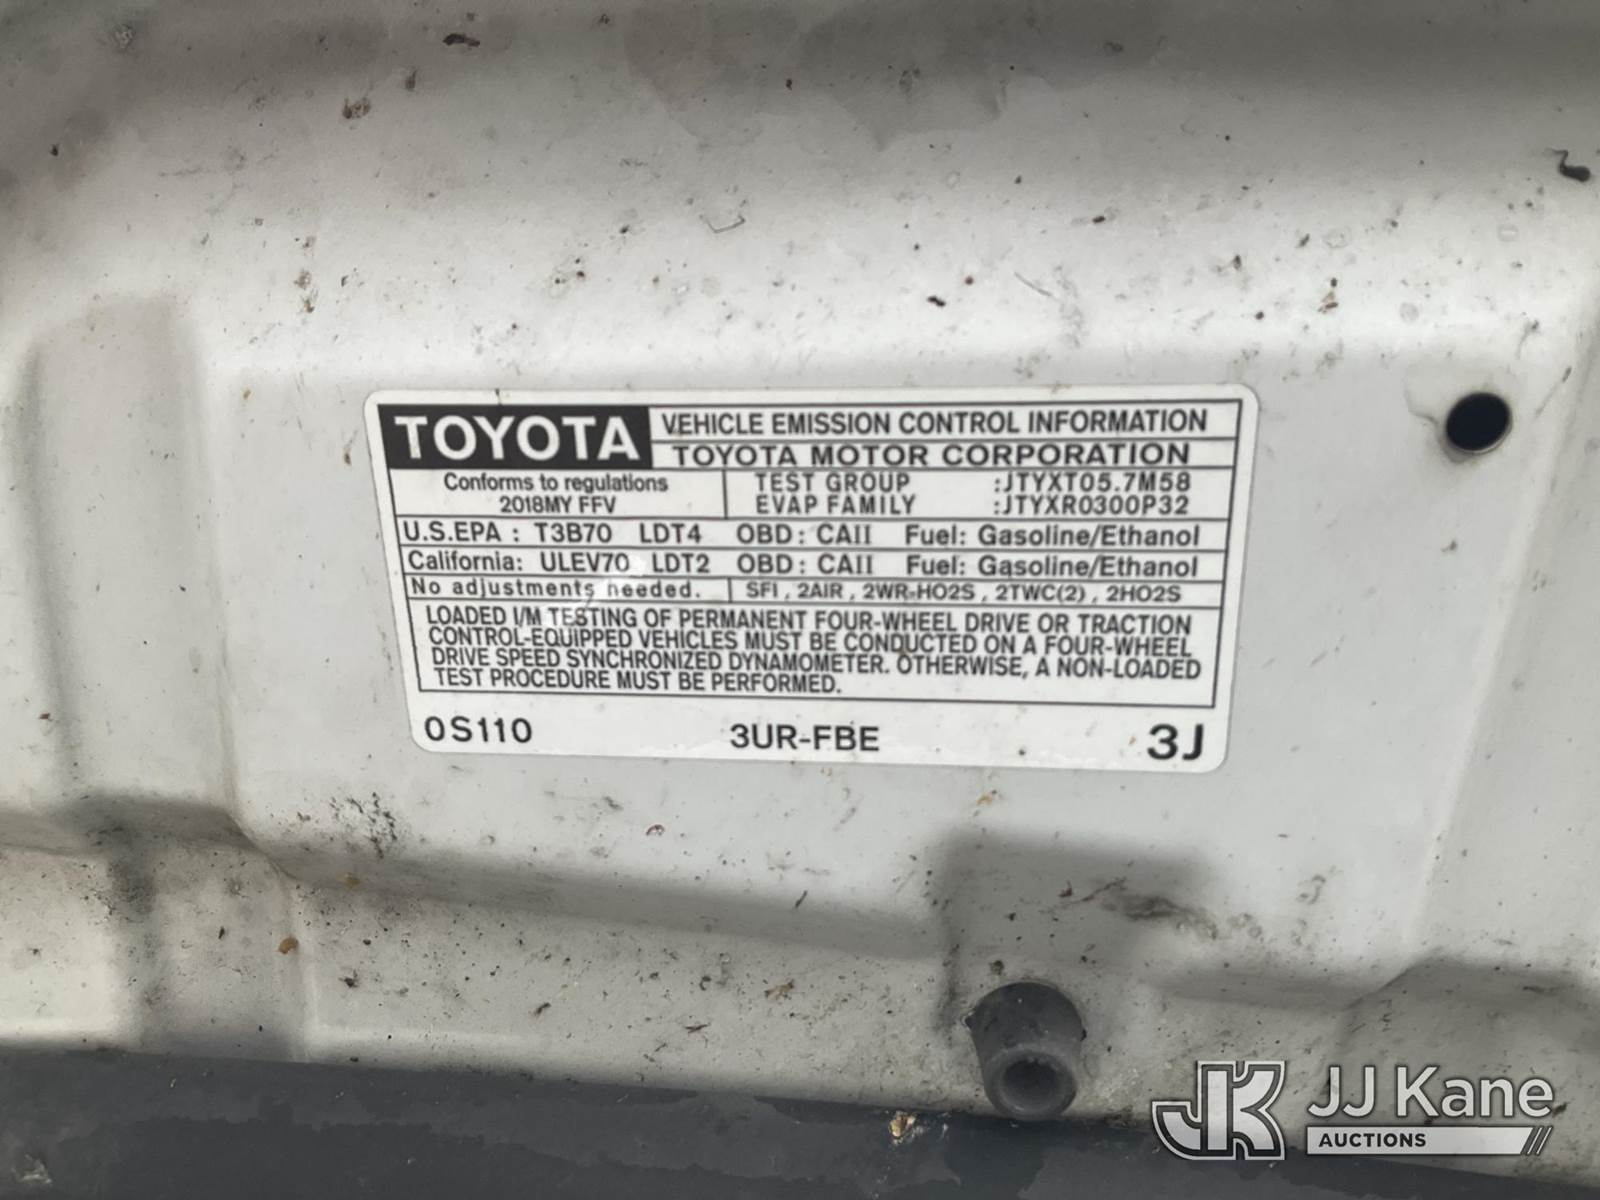 TOYOTA VEHICLE EMISSION CONTROL INFORMATION
TOYOTA MOTOR CORPORATION
Conforms to regulations TEST GROUP :JTYXT05.7M58
2018MY FFV EVAP FAMILY :JTYXR0300P32
U.S.EPA : T3B70 LDT4 OBD : CAII Fuel: Gasoline/Ethanol
California: ULEV70 LDT2 OBD : CAII Fuel: Gasoline/Ethanol
No adjustments needed. SFI , 2AIR , 2WR-HO2S , 2TWC(2) , 2HO2S
LOADED I/M TESTING OF PERMANENT FOUR-WHEEL DRIVE OR TRACTION
CONTROL-EQUIPPED VEHICLES MUST BE CONDUCTED ON A FOUR-WHEEL
DRIVE SPEED SYNCHRONIZED DYNAMOMETER. OTHERWISE, A NON-LOADED
TEST PROCEDURE MUST BE PERFORMED.
0S110 3UR-FBE 3J
JK JJ Kane
AUCTIONS